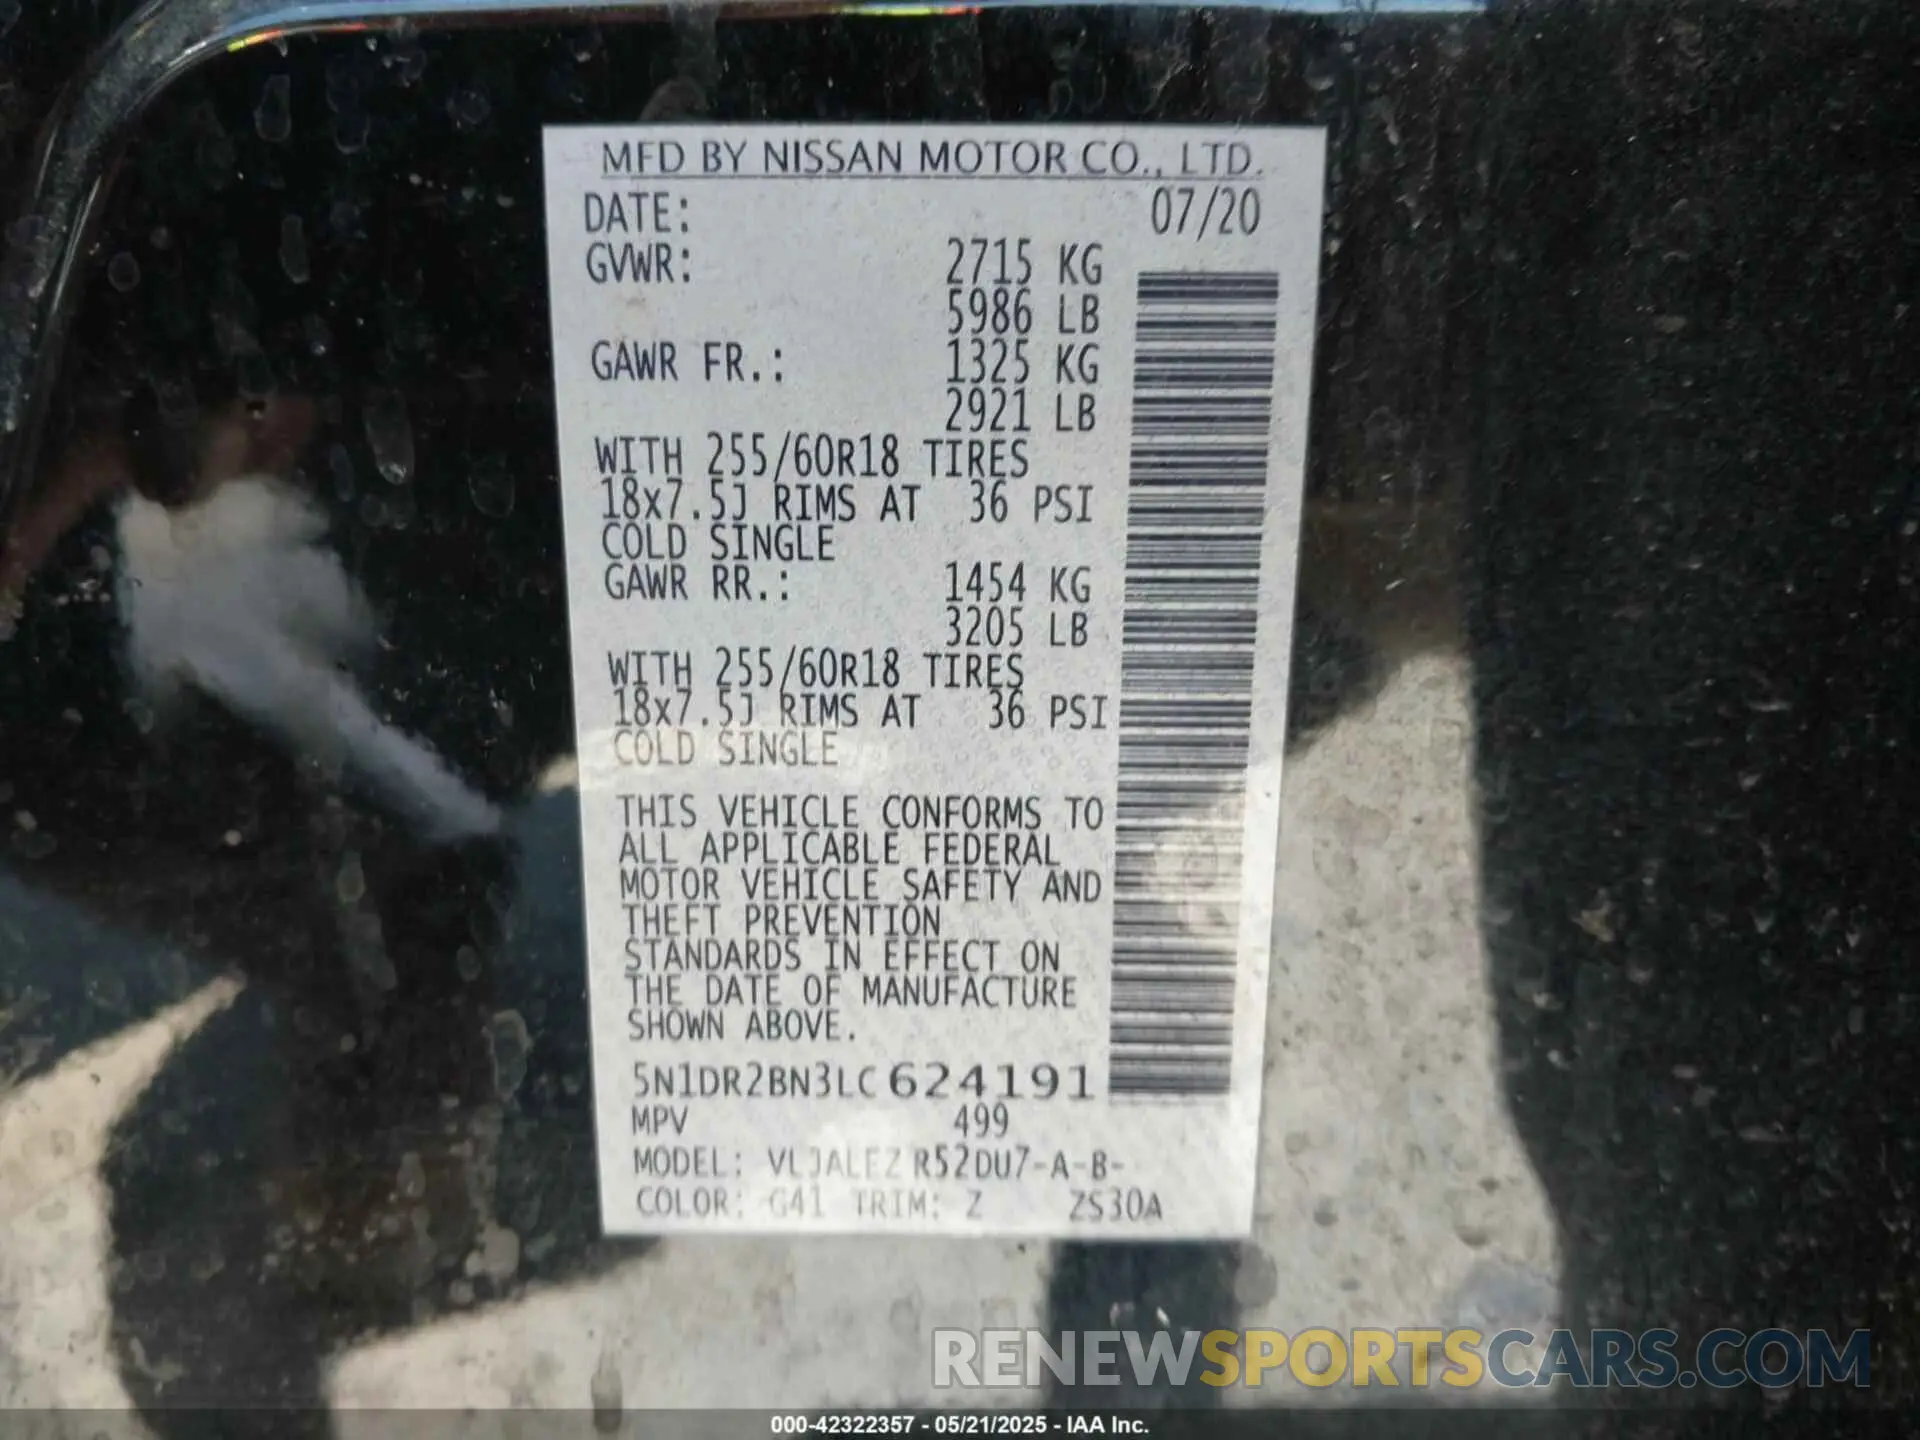 MFD BY NISSAN MOTOR CO., LTD.
DATE: 07/20
GVWR: 2715 KG
5986 LB
GAWR FR.: 1325 KG
2921 LB
WITH 255/60R18 TIRES
18x7.5J RIMS AT 36 PSI
COLD SINGLE
GAWR RR.: 1454 KG
3205 LB
WITH 255/60R18 TIRES
18x7.5J RIMS AT 36 PSI
COLD SINGLE
THIS VEHICLE CONFORMS TO
ALL APPLICABLE FEDERAL
MOTOR VEHICLE SAFETY AND
THEFT PREVENTION
STANDARDS IN EFFECT ON
THE DATE OF MANUFACTURE
SHOWN ABOVE.
5N1DR2BN3LC624191
MPV 499
MODEL: VLJALEZ R52DU7-A-B-
COLOR: G41 TRIM: Z ZS30A
RENEWSPORTSCARS.COM
000-42322357 - 05/21/2025 - IAA Inc.